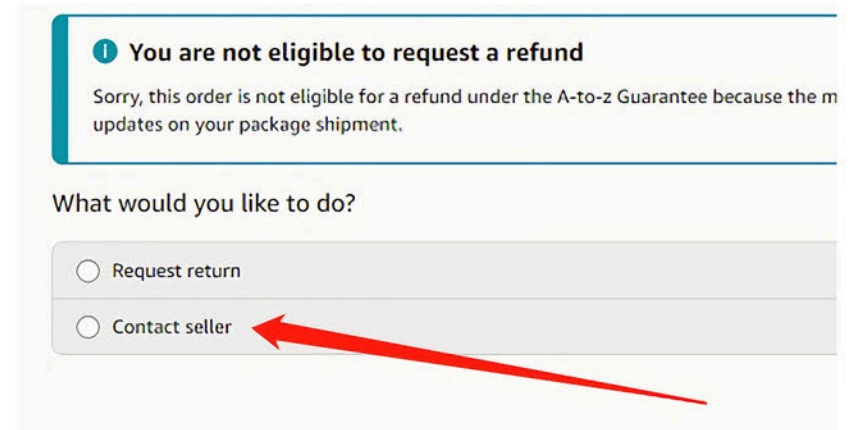 You are not eligible to request a refund
Sorry, this order is not eligible for a refund under the A-to-z Guarantee because the
updates on your package shipment.
What would you like to do?
Request return
Contact seller